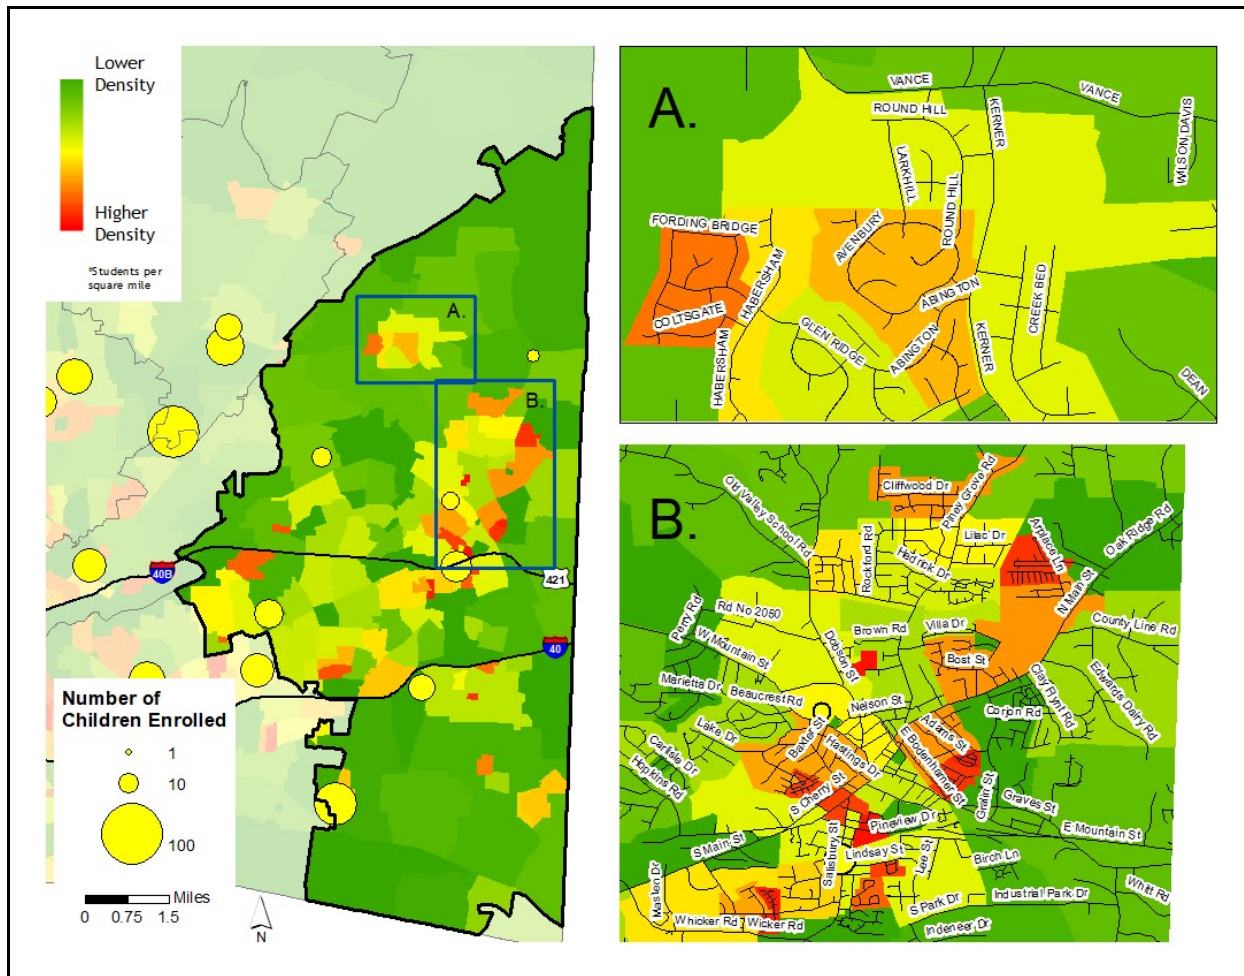 Lower
Density
Higher
Density
*Students per
square mile
A.
B.
40B
421
40
Number of
Children Enrolled
1
10
100
Miles
0 0.75 1.5
N
A.
VANCE
VANCE
ROUND HILL
KERNER
WILSON DAVIS
LARKHILL
ROUND HILL
FORDING BRIDGE
AVENBURY
HABERSHAM
ABINGTON
CREEK BED
COLTSGATE
GLEN RIDGE
ABINGTON
KERNER
HABERSHAM
DEAN
B.
Cliffwood Dr
Piney Grove Rd
Old Valley School Rd
Rockford Rd
Lilac Dr
Hedrick Dr
Arplace Ln
Oak Ridge Rd
N Main St
Perry Rd
Rd No 2050
W Mountain St
Dobson St
Brown Rd
Villa Dr
County Line Rd
Bost St
Marietta Dr
Beaucrest Rd
Nelson St
Clay Flynt Rd
Edwards Dairy Rd
Corjon Rd
Lake Dr
Baxter St
Adams St
E Bodenhamer St
Carlisle Dr
Hastings Dr
Hopkins Rd
S Cherry St
Gralin St
Graves St
Pineview Dr
E Mountain St
S Main St
Salisbury St
Lindsay St
Lee St
Birch Ln
Masten Dr
Whitt Rd
Industrial Park Dr
S Park Dr
Whicker Rd
Wicker Rd
Indeneer Dr